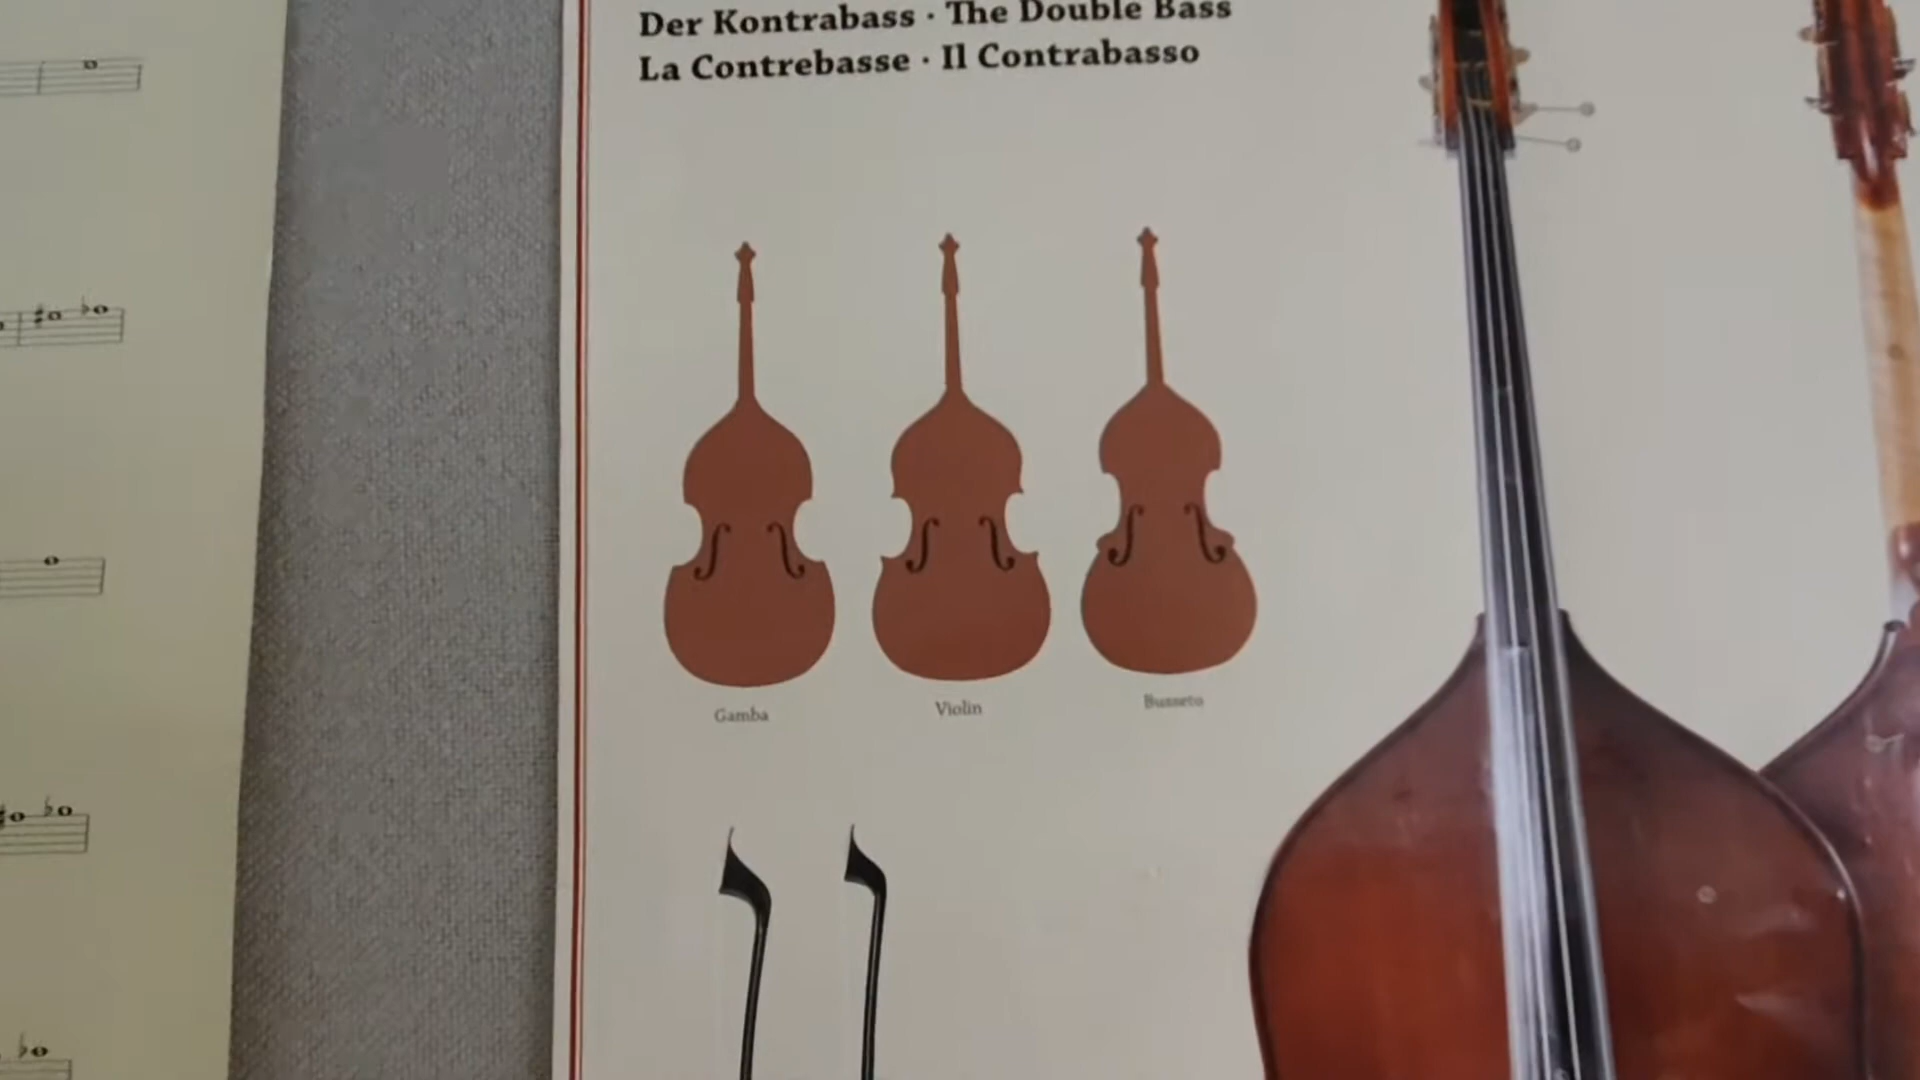 Der Kontrabass · The Double Bass
La Contrebasse · Il Contrabasso
Gamba
Violin
Busseto